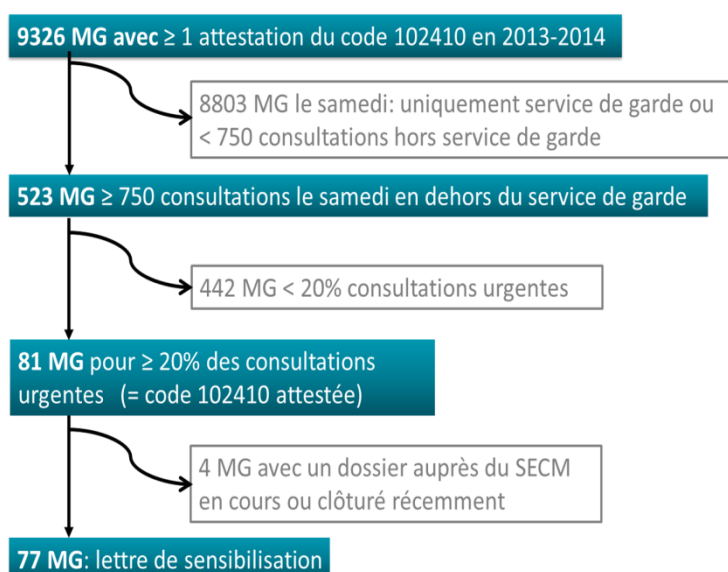 9326 MG avec ≥ 1 attestation du code 102410 en 2013-2014
8803 MG le samedi: uniquement service de garde ou
< 750 consultations hors service de garde
523 MG ≥ 750 consultations le samedi en dehors du service de garde
442 MG < 20% consultations urgentes
81 MG pour ≥ 20% des consultations
urgentes (= code 102410 attestée)
4 MG avec un dossier auprès du SECM
en cours ou clôturé récemment
77 MG: lettre de sensibilisation